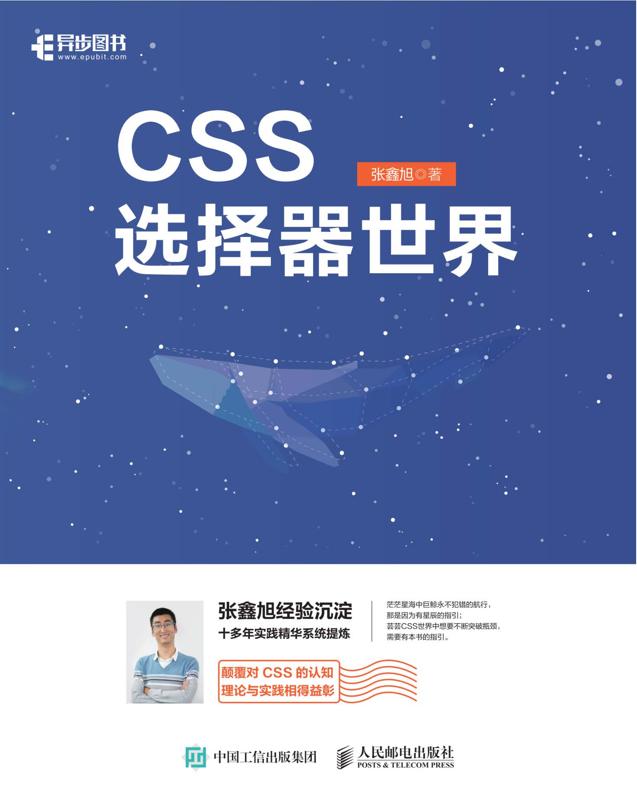 异步图书
www.epubit.com
CSS
张鑫旭◎著
选择器世界
张鑫旭经验沉淀
十多年实践精华系统提炼
颠覆对 CSS 的认知
理论与实践相得益彰
茫茫星海中巨鲸永不犯错的航行，
那是因为有星辰的指引；
芸芸CSS世界中想要不断突破瓶颈，
需要有本书的指引。
中国工信出版集团
人民邮电出版社
POSTS & TELECOM PRESS